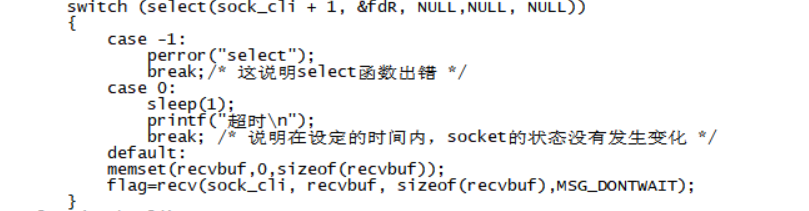 switch (select(sock_cli + 1, &fdR, NULL,NULL, NULL))
{
case -1:
perror("select");
break;/* 这说明select函数出错 */
case 0:
sleep(1);
printf("超时\n");
break; /* 说明在设定的时间内，socket的状态没有发生变化 */
default:
memset(recvbuf,0,sizeof(recvbuf));
flag=recv(sock_cli, recvbuf, sizeof(recvbuf),MSG_DONTWAIT);
}